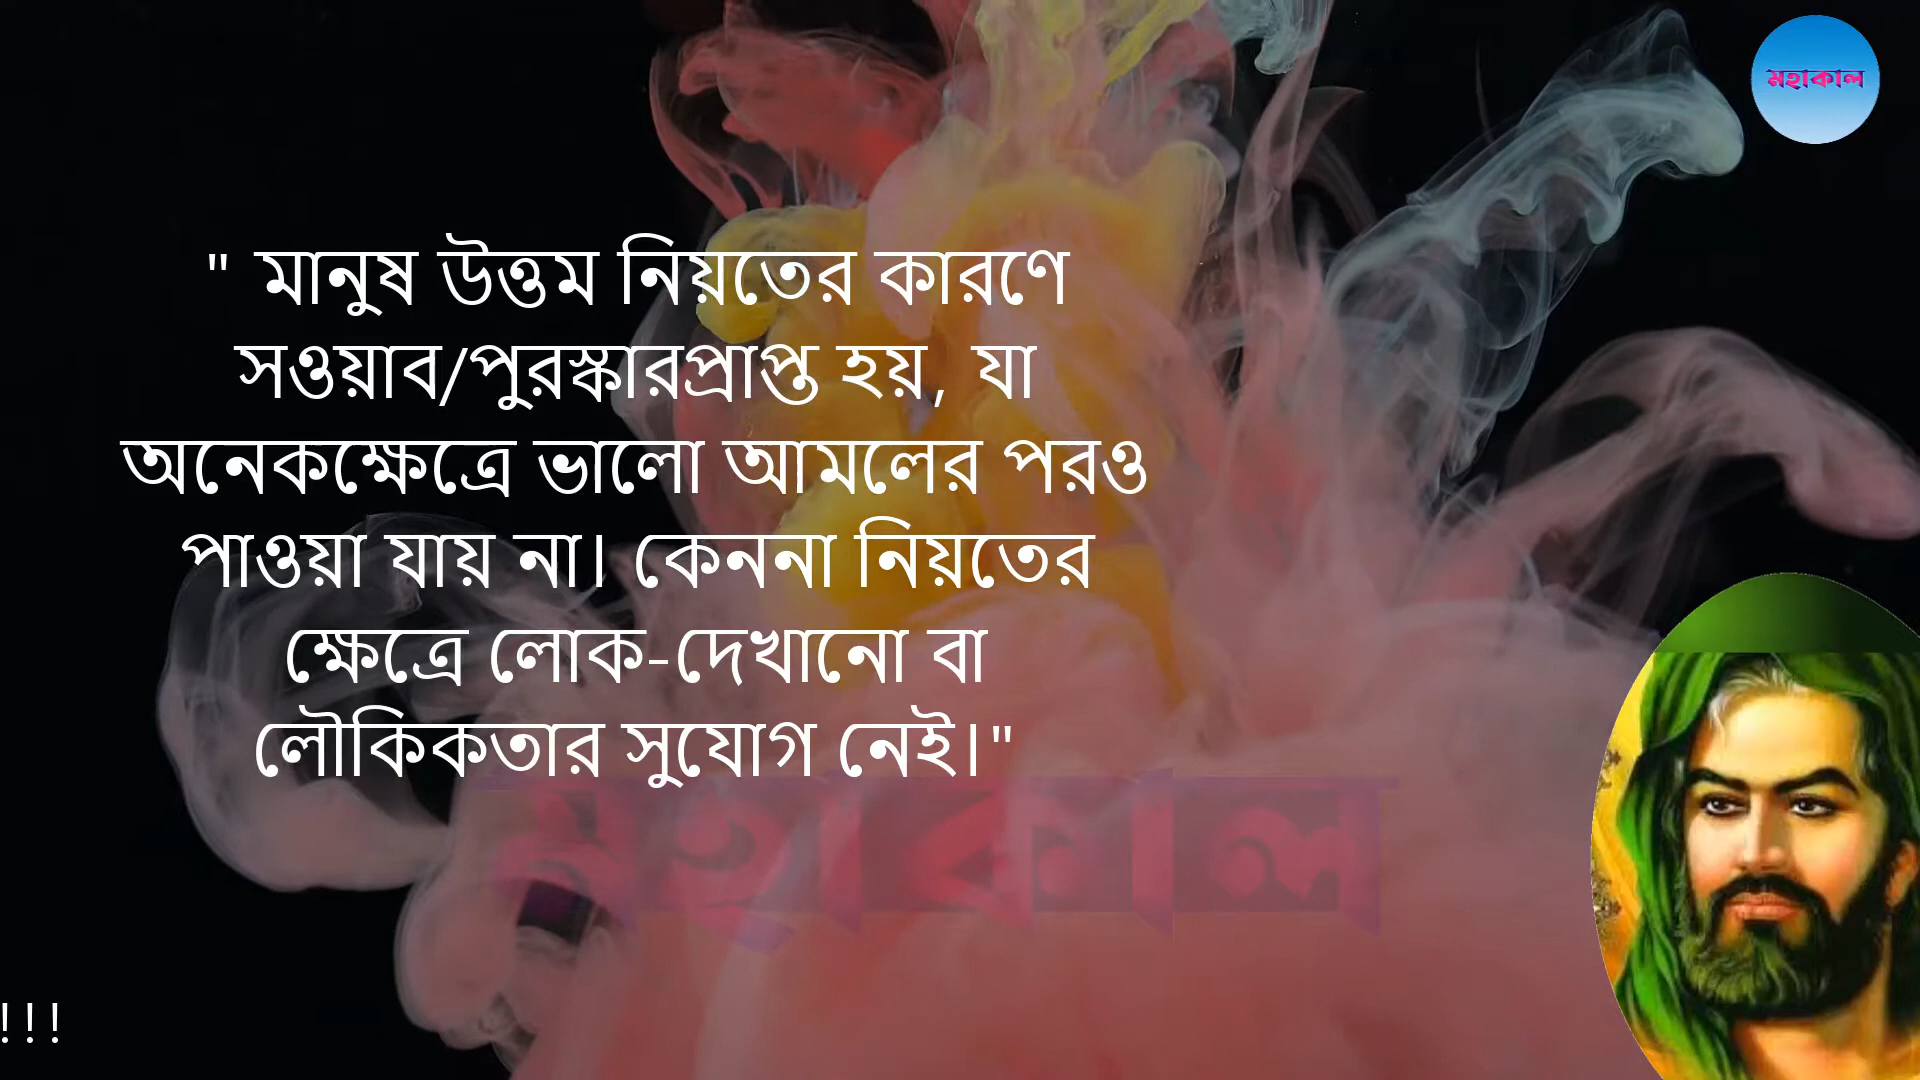 মহাকাল
" মানুষ উত্তম নিয়তের কারণে
সওয়াব/পুরস্কারপ্রাপ্ত হয়, যা
অনেকক্ষেত্রে ভালো আমলের পরও
পাওয়া যায় না। কেননা নিয়তের
ক্ষেত্রে লোক-দেখানো বা
লৌকিকতার সুযোগ নেই।"
মহাকাল
!!!